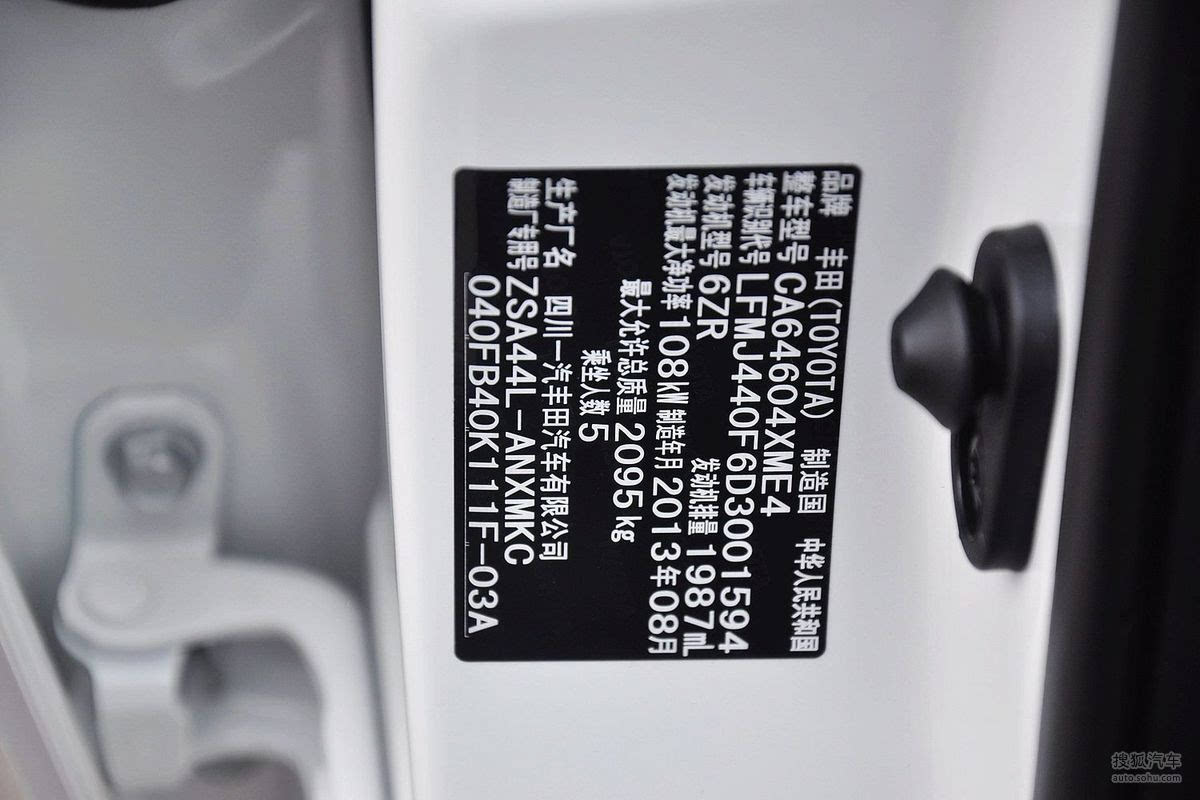 品牌 丰田(TOYOTA) 制造国 中华人民共和国
整车型号 CA64604XME4
车辆识别代号 LFMJ440F6D3001594
发动机型号 6ZR 发动机排量 1987mL
发动机最大净功率 108kW 制造年月 2013年08月
最大允许总质量 2095kg
乘坐人数 5
生产厂名 四川一汽丰田汽车有限公司
制造厂专用号 ZSA44L-ANXMKC
040FB40K111F-03A
搜狐汽车
auto.sohu.com